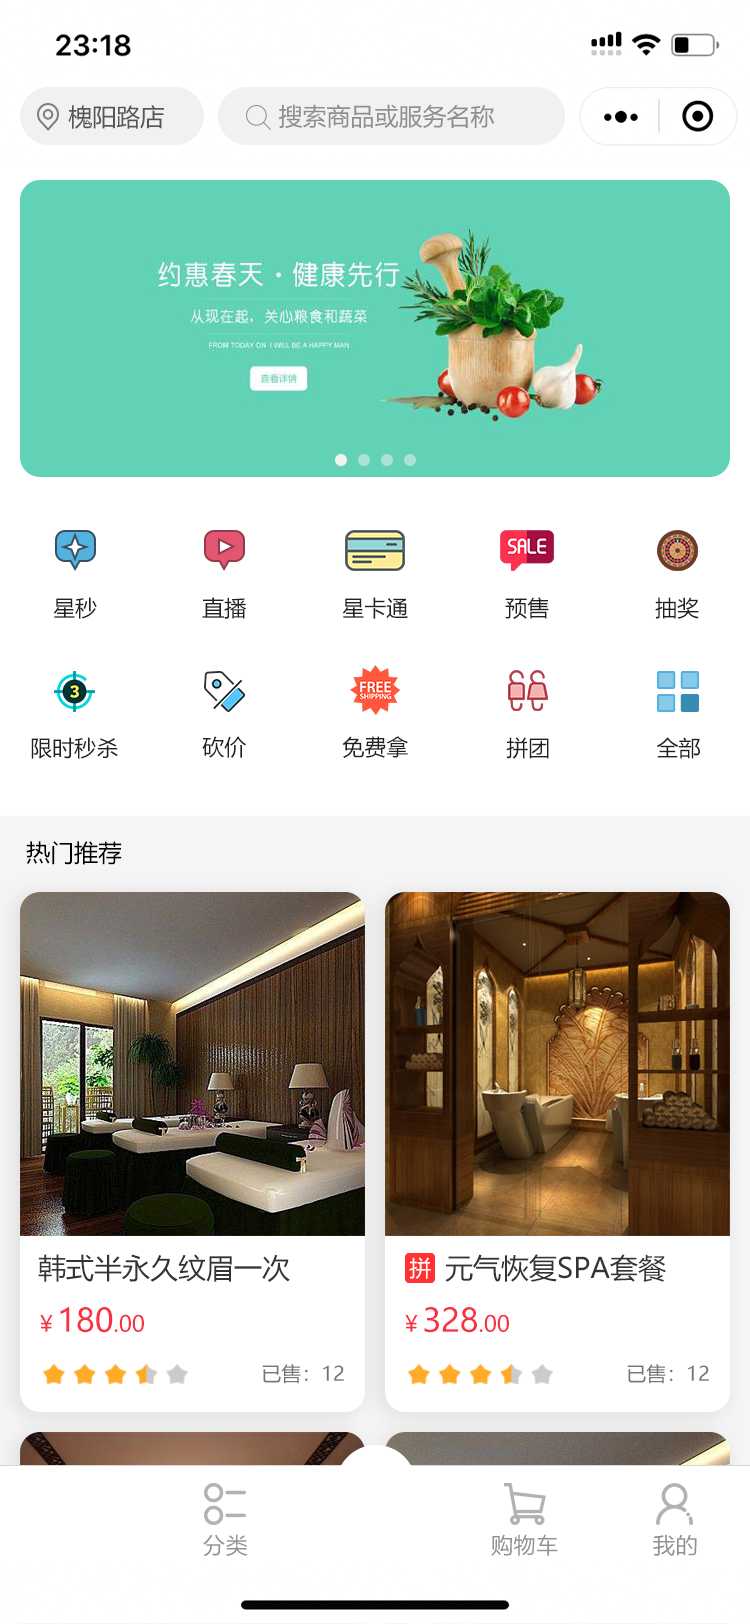 23:18
槐阳路店
搜索商品或服务名称
约惠春天·健康先行
从现在起，关心粮食和蔬菜
FROM TODAY ON I WILL BE A HAPPY MAN
查看详情
SALE
星秒
直播
星卡通
预售
抽奖
3
FREE
SHIPPING
限时秒杀
砍价
免费拿
拼团
全部
热门推荐
韩式半永久纹眉一次
¥180.00
已售：12
拼 元气恢复SPA套餐
¥328.00
已售：12
分类
购物车
我的